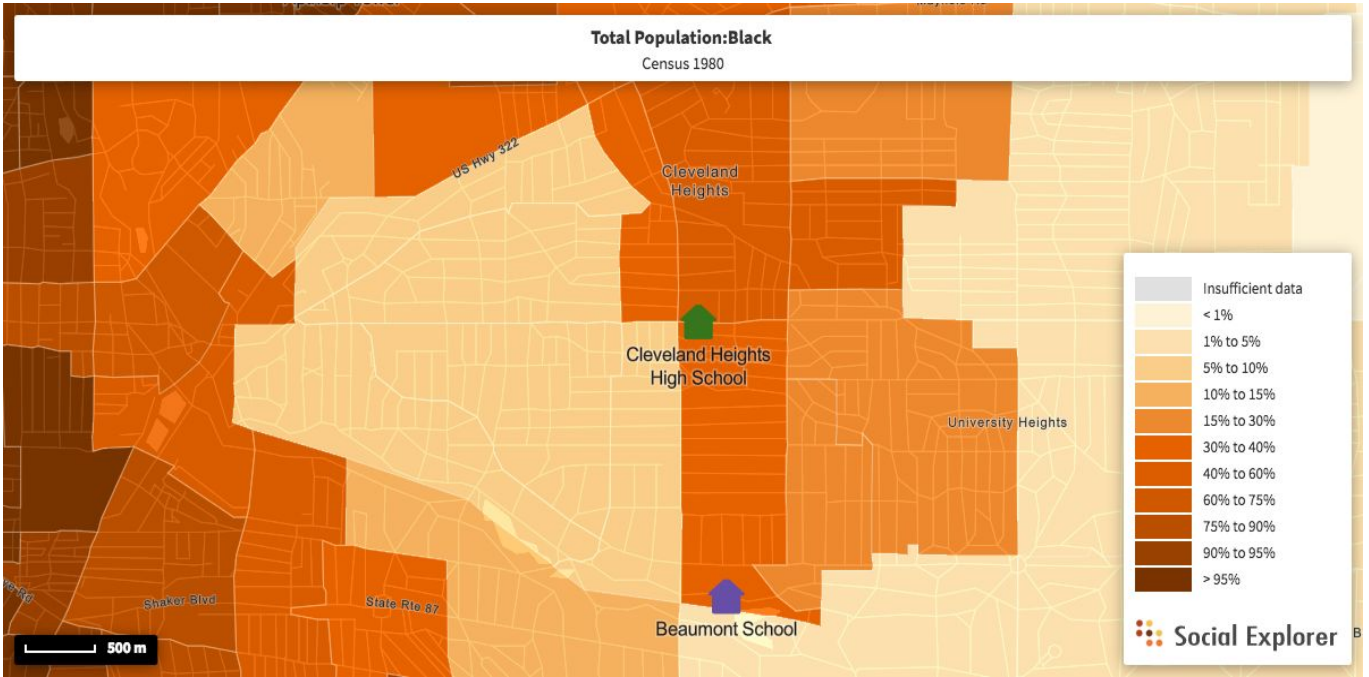 Total Population:Black
Census 1980
US Hwy 322
Cleveland
Heights
Cleveland Heights
High School
University Heights
Beaumont School
Shaker Blvd
State Rte 87
500 m
Insufficient data
< 1%
1% to 5%
5% to 10%
10% to 15%
15% to 30%
30% to 40%
40% to 60%
60% to 75%
75% to 90%
90% to 95%
> 95%
Social Explorer
B